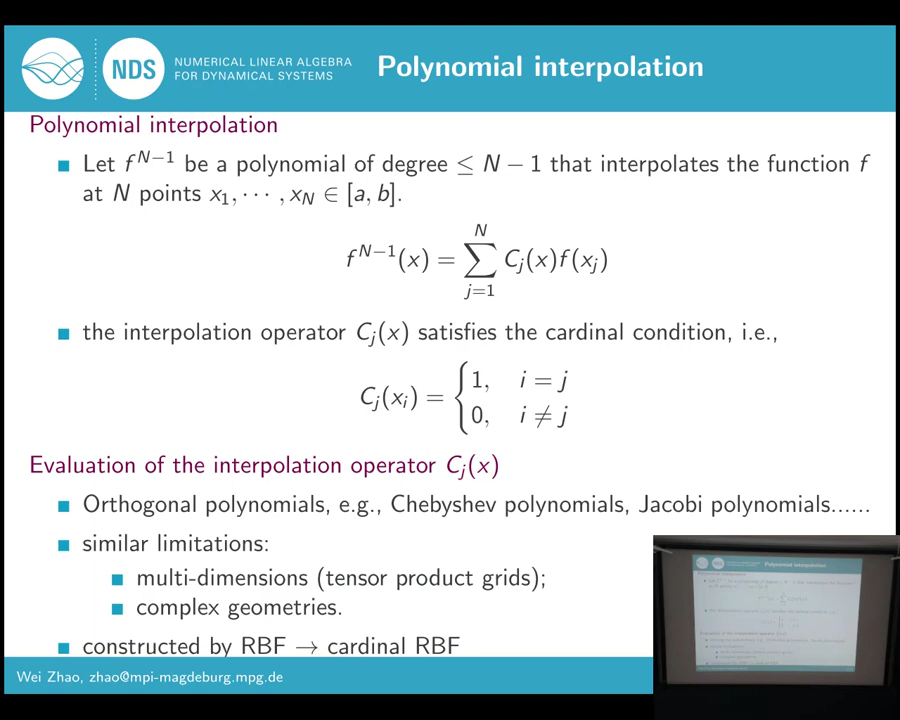 NDS
NUMERICAL LINEAR ALGEBRA
FOR DYNAMICAL SYSTEMS
Polynomial interpolation
Polynomial interpolation
Let f^{N−1} be a polynomial of degree ≤ N − 1 that interpolates the function f
at N points x_1, ⋯ , x_N ∈ [a, b].
f^{N−1}(x) = ∑_{j=1}^{N} C_j(x)f(x_j)
the interpolation operator C_j(x) satisfies the cardinal condition, i.e.,
C_j(x_i) = {1, i = j
0, i ≠ j
Evaluation of the interpolation operator C_j(x)
Orthogonal polynomials, e.g., Chebyshev polynomials, Jacobi polynomials......
similar limitations:
multi-dimensions (tensor product grids);
complex geometries.
constructed by RBF → cardinal RBF
Wei Zhao, zhao@mpi-magdeburg.mpg.de
Polynomial interpolation